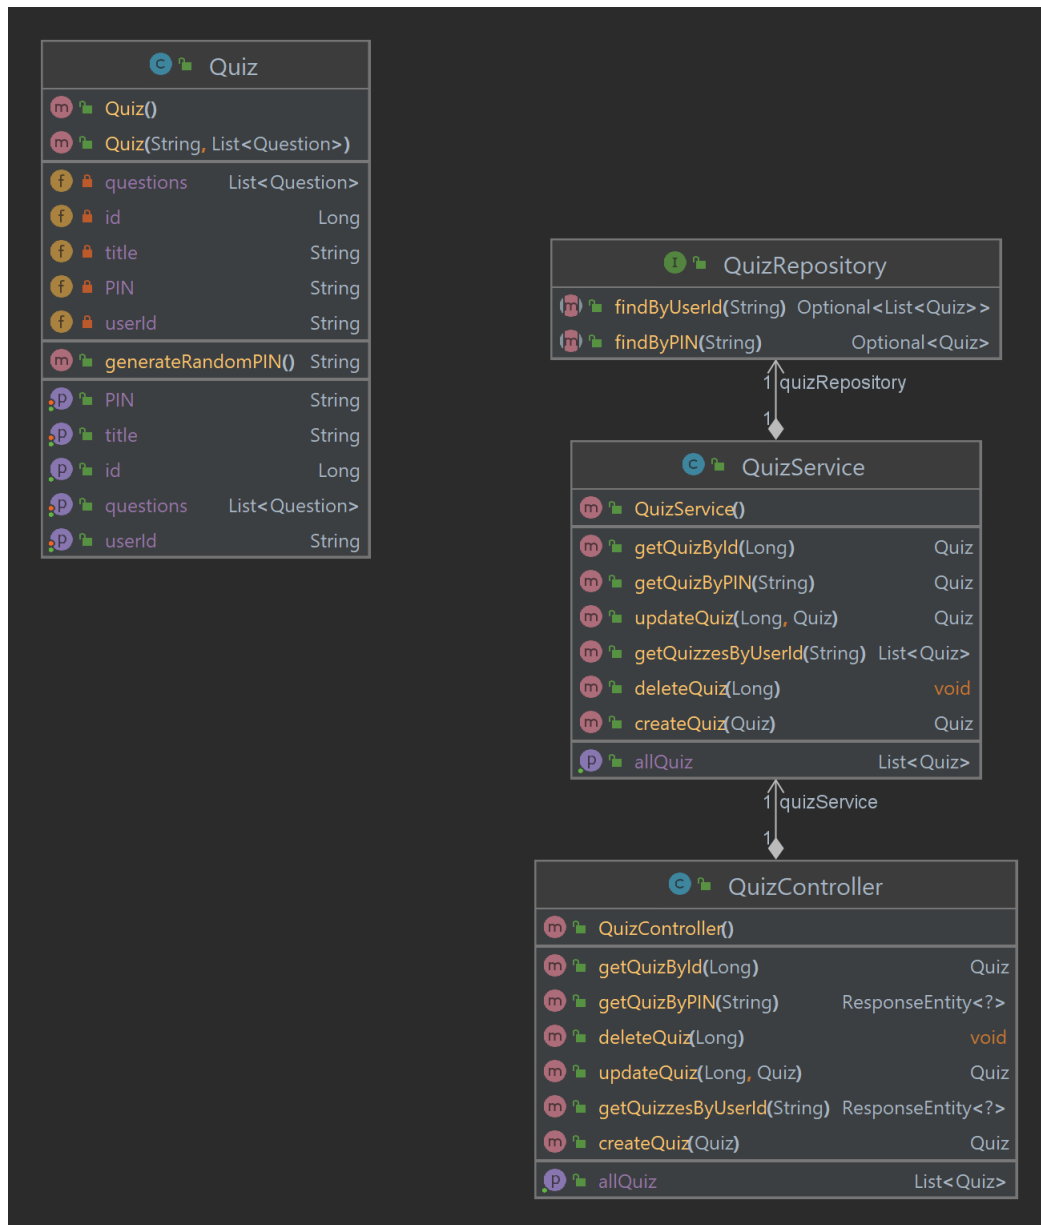 Quiz
Quiz()
Quiz(String, List<Question>)
questions List<Question>
id Long
title String
PIN String
userId String
generateRandomPIN() String
PIN String
title String
id Long
questions List<Question>
userId String
QuizRepository
findByUserId(String) Optional<List<Quiz>>
findByPIN(String) Optional<Quiz>
1 quizRepository
1
QuizService
QuizService()
getQuizById(Long) Quiz
getQuizByPIN(String) Quiz
updateQuiz(Long, Quiz) Quiz
getQuizzesByUserId(String) List<Quiz>
deleteQuiz(Long) void
createQuiz(Quiz) Quiz
allQuiz List<Quiz>
1 quizService
1
QuizController
QuizController()
getQuizById(Long) Quiz
getQuizByPIN(String) ResponseEntity<?>
deleteQuiz(Long) void
updateQuiz(Long, Quiz) Quiz
getQuizzesByUserId(String) ResponseEntity<?>
createQuiz(Quiz) Quiz
allQuiz List<Quiz>